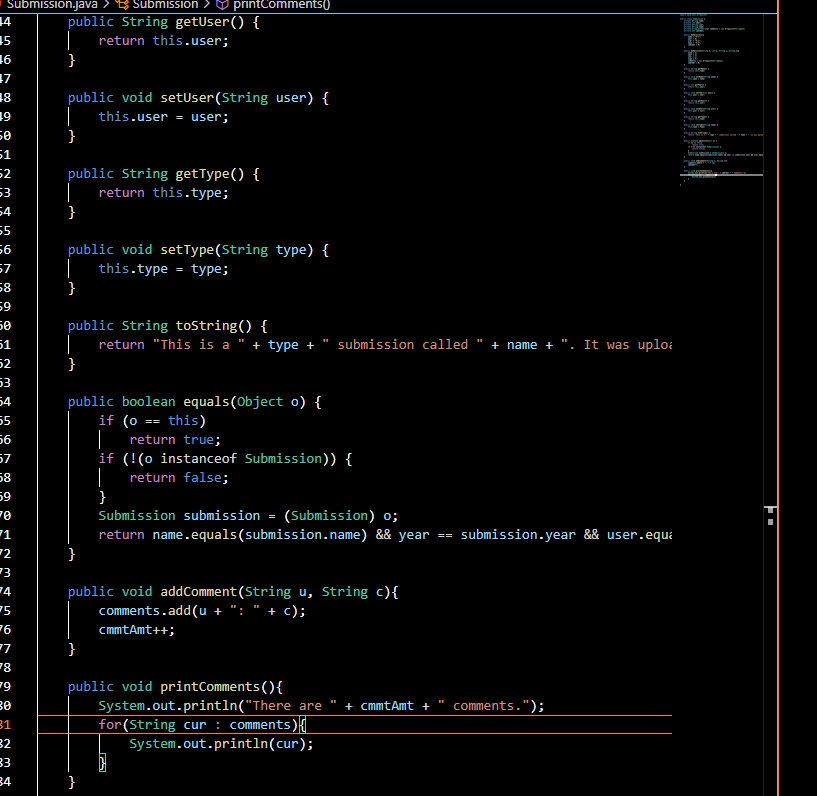 Submission.java > Submission > printComments()
44 public String getUser() {
45 return this.user;
46 }
47
48 public void setUser(String user) {
49 this.user = user;
50 }
51
52 public String getType() {
53 return this.type;
54 }
55
56 public void setType(String type) {
57 this.type = type;
58 }
59
60 public String toString() {
61 return "This is a " + type + " submission called " + name + ". It was uploa
62 }
63
64 public boolean equals(Object o) {
65 if (o == this)
66 return true;
67 if (!(o instanceof Submission)) {
68 return false;
69 }
70 Submission submission = (Submission) o;
71 return name.equals(submission.name) && year == submission.year && user.equa
72 }
73
74 public void addComment(String u, String c){
75 comments.add(u + ": " + c);
76 cmmtAmt++;
77 }
78
79 public void printComments(){
80 System.out.println("There are " + cmmtAmt + " comments.");
81 for(String cur : comments){
82 System.out.println(cur);
83 }
84 }